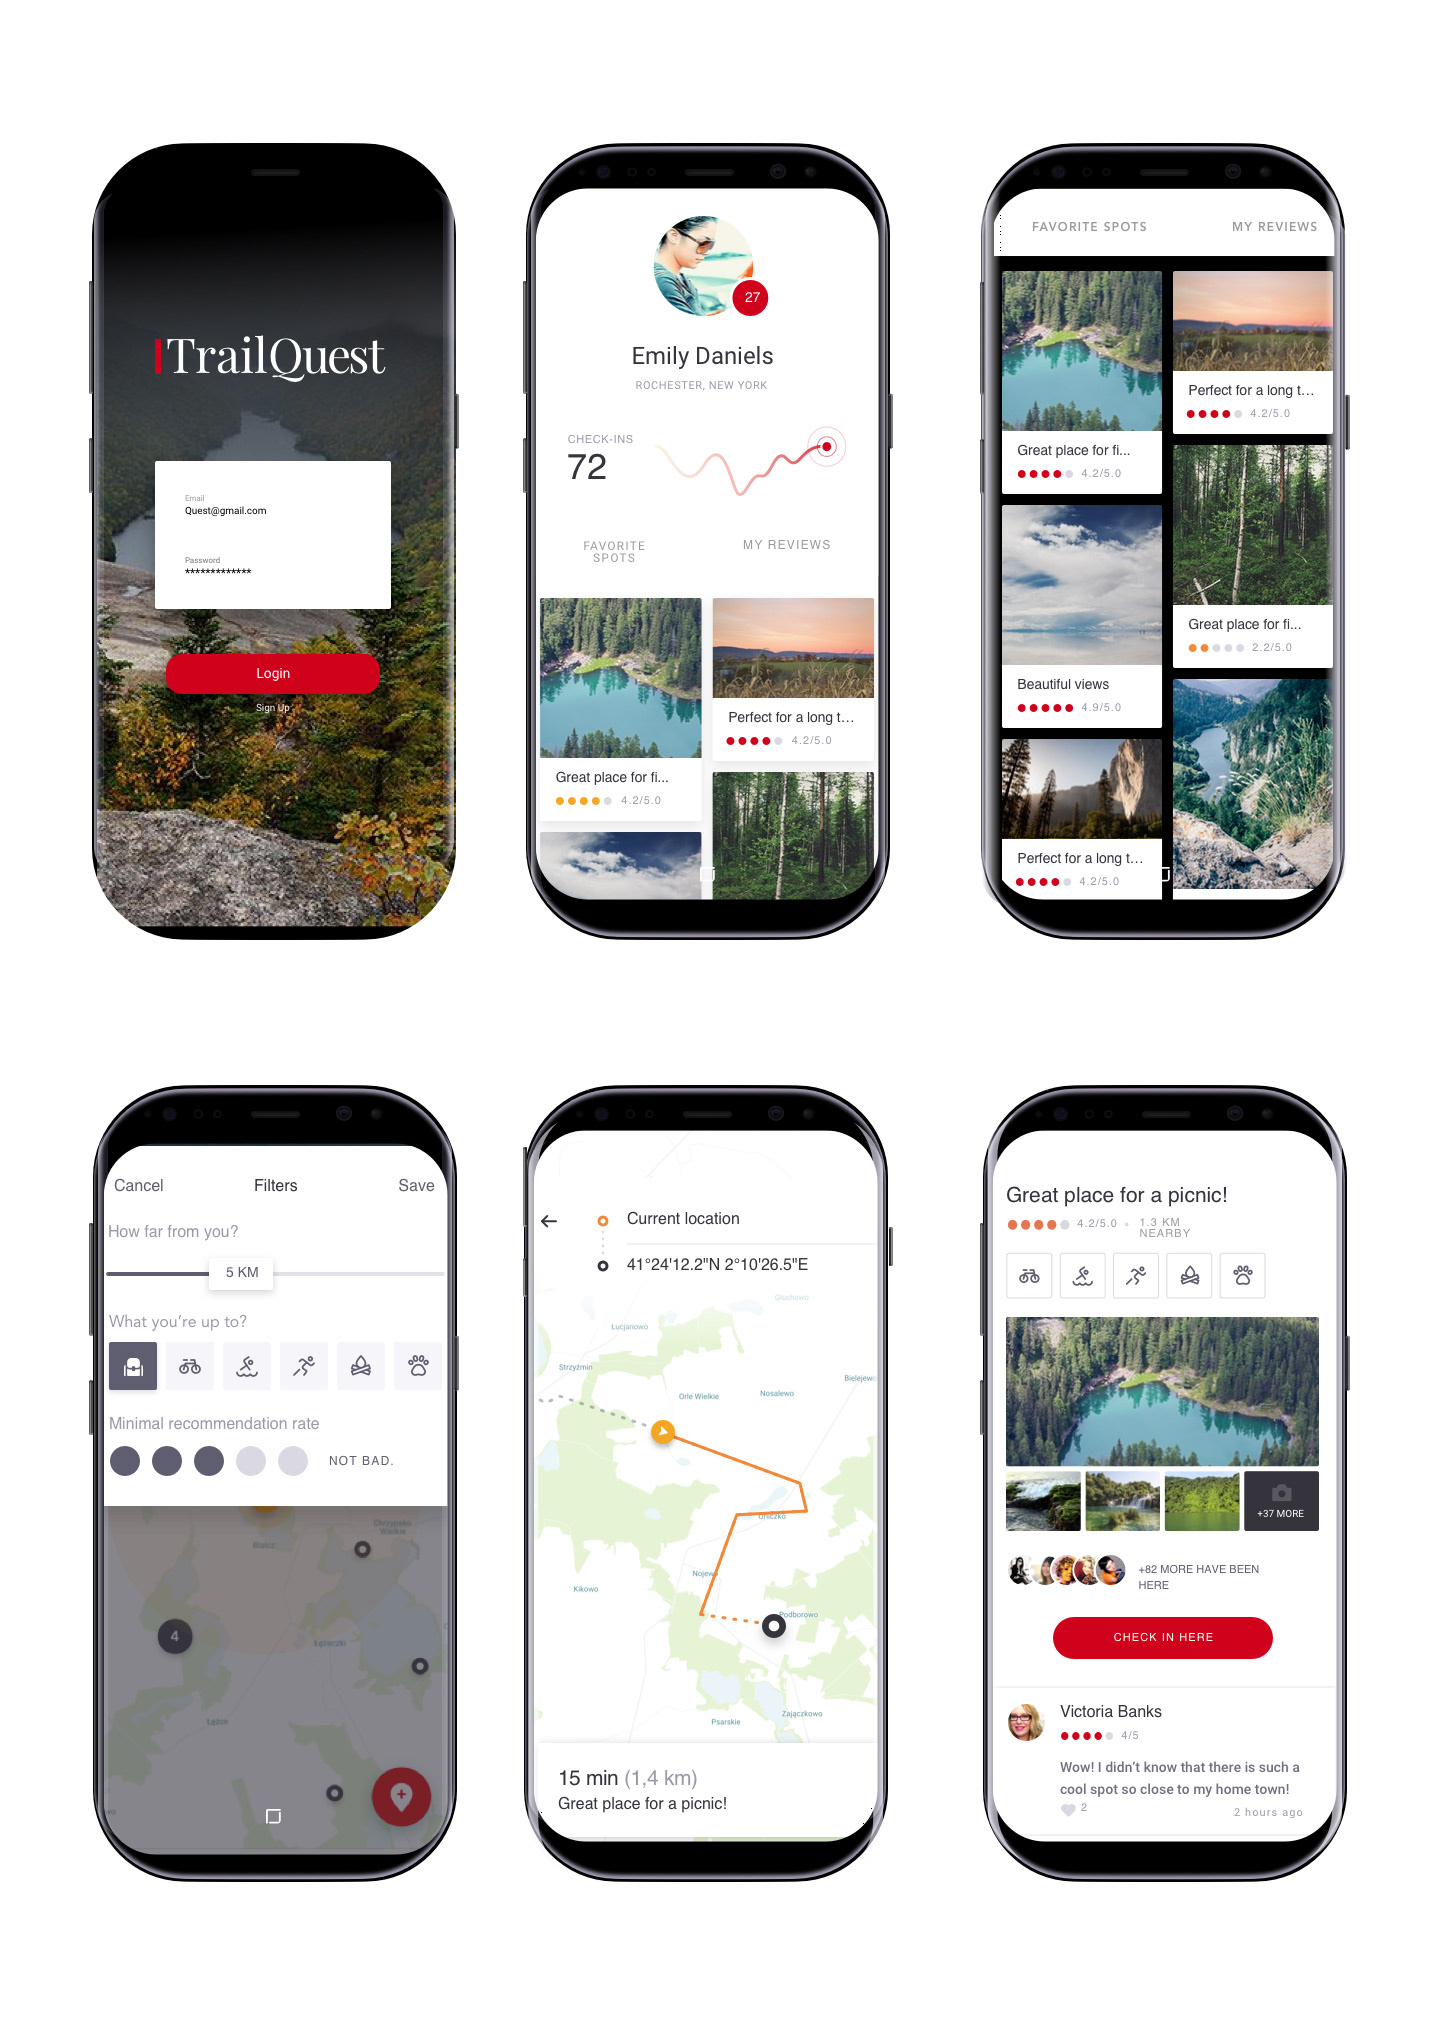 TrailQuest
Email
Quest@gmail.com
Password
*************
Login
Sign Up
27
Emily Daniels
ROCHESTER, NEW YORK
CHECK-INS
72
FAVORITE
SPOTS
MY REVIEWS
Great place for fi...
4.2/5.0
Perfect for a long t...
4.2/5.0
FAVORITE SPOTS
MY REVIEWS
Great place for fi...
4.2/5.0
Beautiful views
4.9/5.0
Perfect for a long t...
4.2/5.0
Perfect for a long t...
4.2/5.0
Great place for fi...
2.2/5.0
Cancel
Filters
Save
How far from you?
5 KM
What you're up to?
Minimal recommendation rate
NOT BAD.
Chrzypsko
Wielkie
Białcz
4
Łężeczki
Łężce
Current location
41°24'12.2"N 2°10'26.5"E
Głuchowo
Lucjanowo
Strzyżmin
Bielejew
Orle Wielkie
Nosalewo
Nojewo
Kikowo
Podborowo
Zajączkowo
Psarskie
15 min (1,4 km)
Great place for a picnic!
Great place for a picnic!
4.2/5.0
1.3 KM
NEARBY
+37 MORE
+82 MORE HAVE BEEN
HERE
CHECK IN HERE
Victoria Banks
4/5
Wow! I didn't know that there is such a
cool spot so close to my home town!
2
2 hours ago